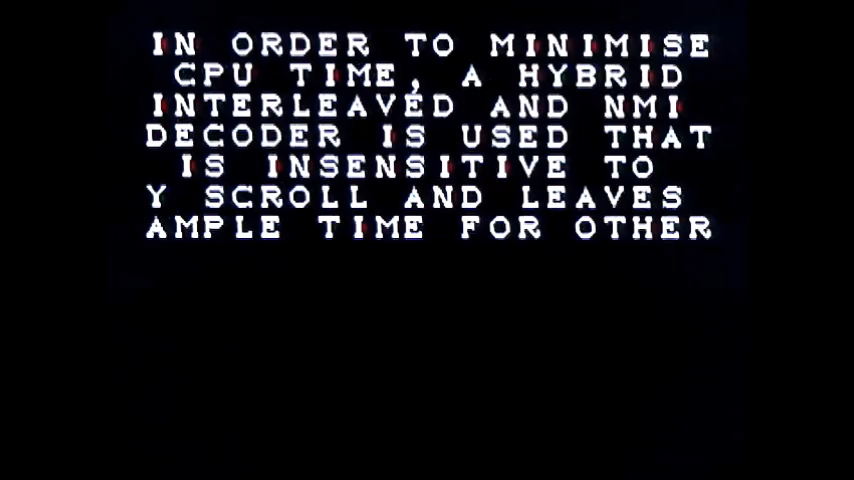 IN ORDER TO MINIMISE
CPU TIME, A HYBRID
INTERLEAVED AND NMI
DECODER IS USED THAT
IS INSENSITIVE TO
Y SCROLL AND LEAVES
AMPLE TIME FOR OTHER